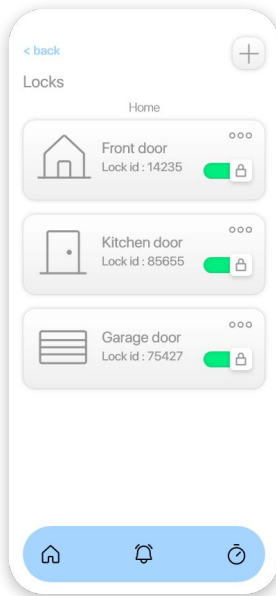 < back
Locks
Home
Front door
Lock id : 14235
Kitchen door
Lock id : 85655
Garage door
Lock id : 75427